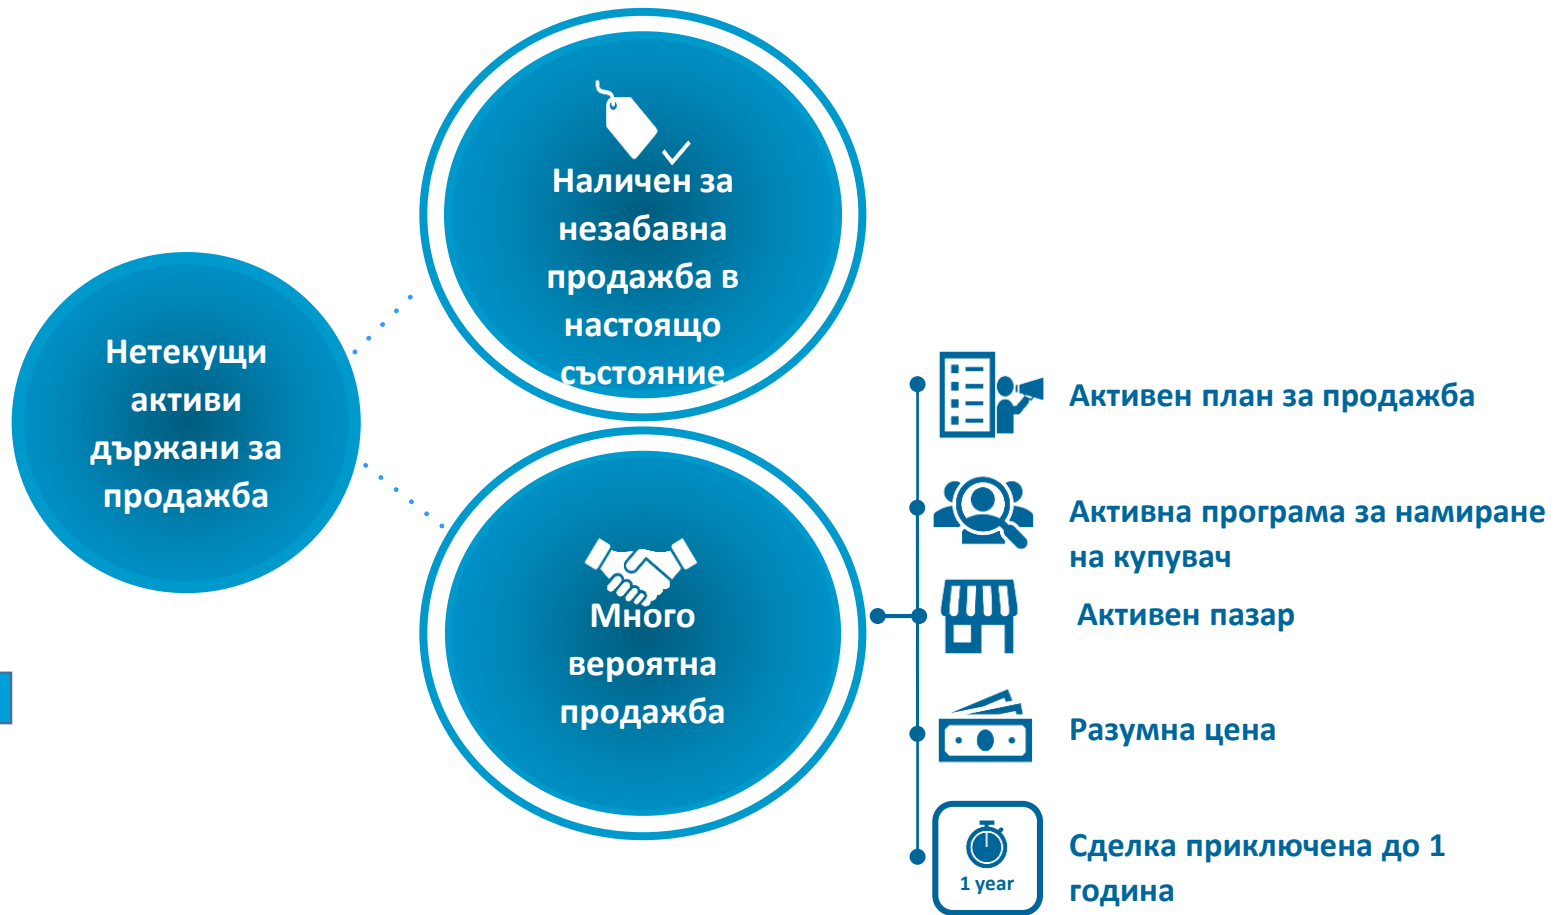 Наличен за
незабавна
продажба в
настоящо
състояние
Нетекущи
активи
държани за
продажба
Много
вероятна
продажба
Активен план за продажба
Активна програма за намиране
на купувач
Активен пазар
Разумна цена
1 year
Сделка приключена до 1
година